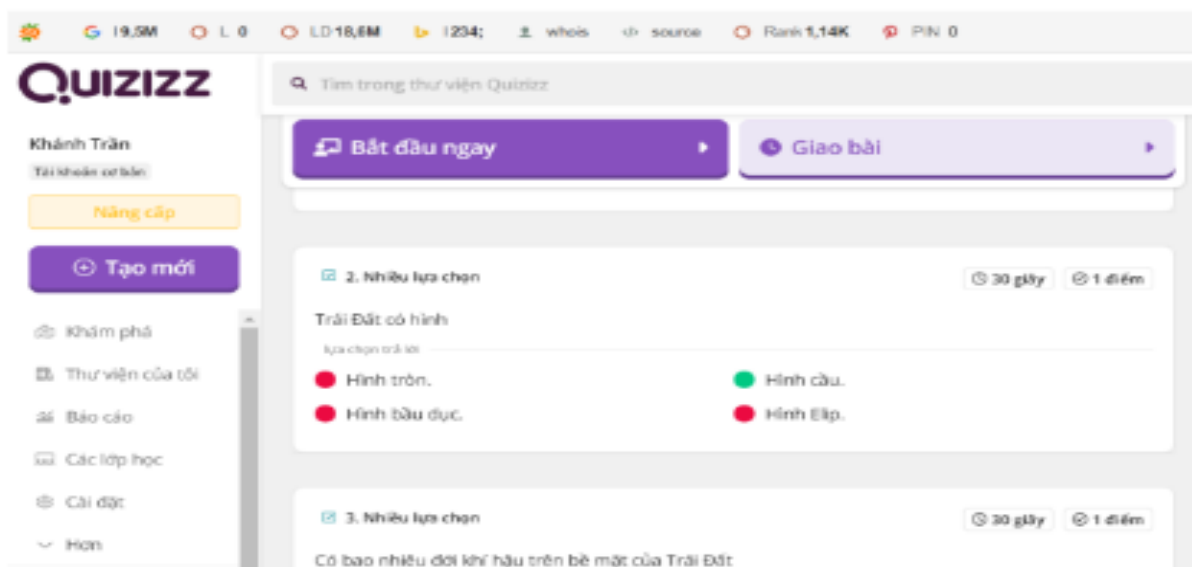 I 9,5M L 0 LD 18,6M I 234; whois source Rank 1,14K PIN 0
QUIZIZZ
Tìm trong thư viện Quizizz
Khánh Trần
Tài khoản cơ bản
Nâng cấp
Tạo mới
Khám phá
Thư viện của tôi
Báo cáo
Các lớp học
Cài đặt
Hơn
Bắt đầu ngay
Giao bài
2. Nhiều lựa chọn
30 giây
1 điểm
Trái Đất có hình
lựa chọn trả lời
Hình tròn.
Hình cầu.
Hình bầu dục.
Hình Elip.
3. Nhiều lựa chọn
30 giây
1 điểm
Có bao nhiêu đới khí hậu trên bề mặt của Trái Đất